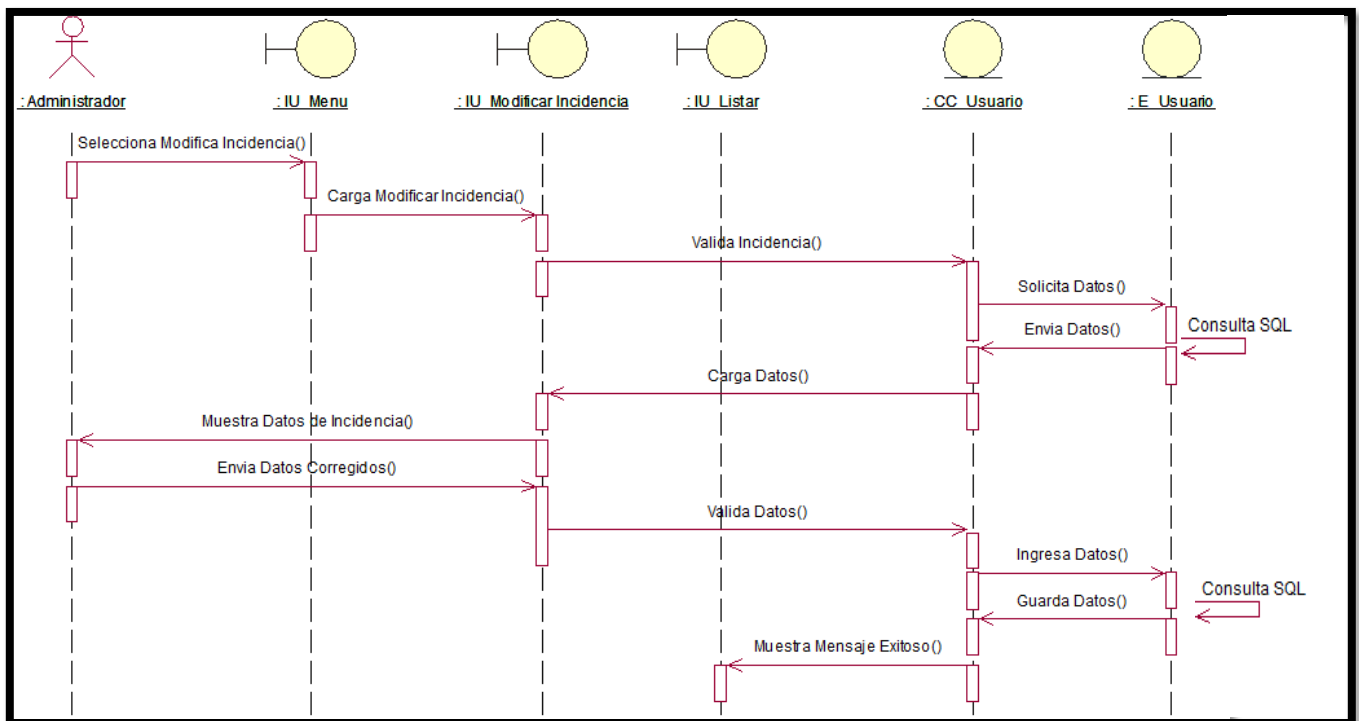 : Administrador
: IU_Menu
: IU_Modificar Incidencia
: IU_Listar
: CC_Usuario
: E_Usuario
Selecciona Modifica Incidencia()
Carga Modificar Incidencia()
Valida Incidencia()
Solicita Datos()
Envia Datos()
Consulta SQL
Carga Datos()
Muestra Datos de Incidencia()
Envia Datos Corregidos()
Valida Datos()
Ingresa Datos()
Consulta SQL
Guarda Datos()
Muestra Mensaje Exitoso()